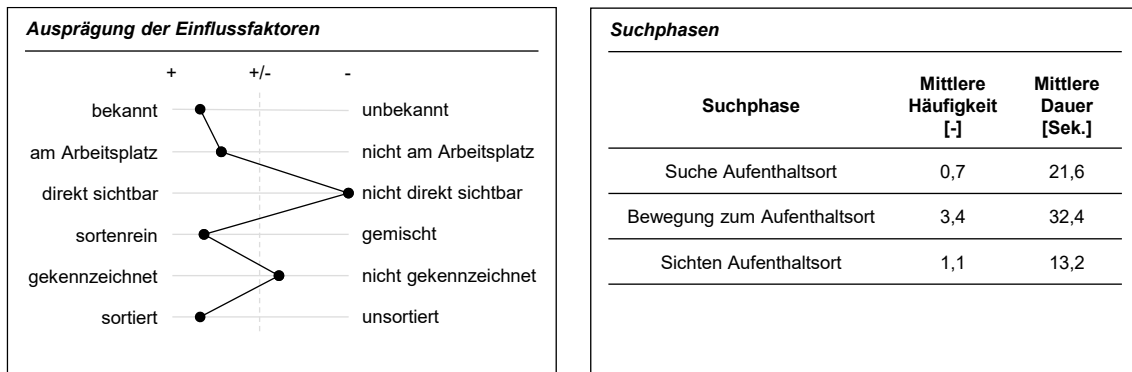 Ausprägung der Einflussfaktoren
+ +/- -
bekannt unbekannt
am Arbeitsplatz nicht am Arbeitsplatz
direkt sichtbar nicht direkt sichtbar
sortenrein gemischt
gekennzeichnet nicht gekennzeichnet
sortiert unsortiert
Suchphasen
Suchphase Mittlere Häufigkeit [-] Mittlere Dauer [Sek.]
Suche Aufenthaltsort 0,7 21,6
Bewegung zum Aufenthaltsort 3,4 32,4
Sichten Aufenthaltsort 1,1 13,2